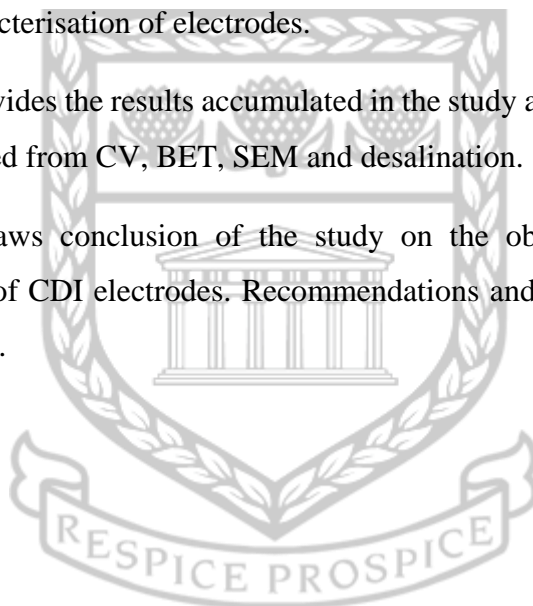 cterisation of electrodes.
vides the results accumulated in the study a
ed from CV, BET, SEM and desalination.
aws conclusion of the study on the ob
of CDI electrodes. Recommendations and
.
RESPICE PROSPICE